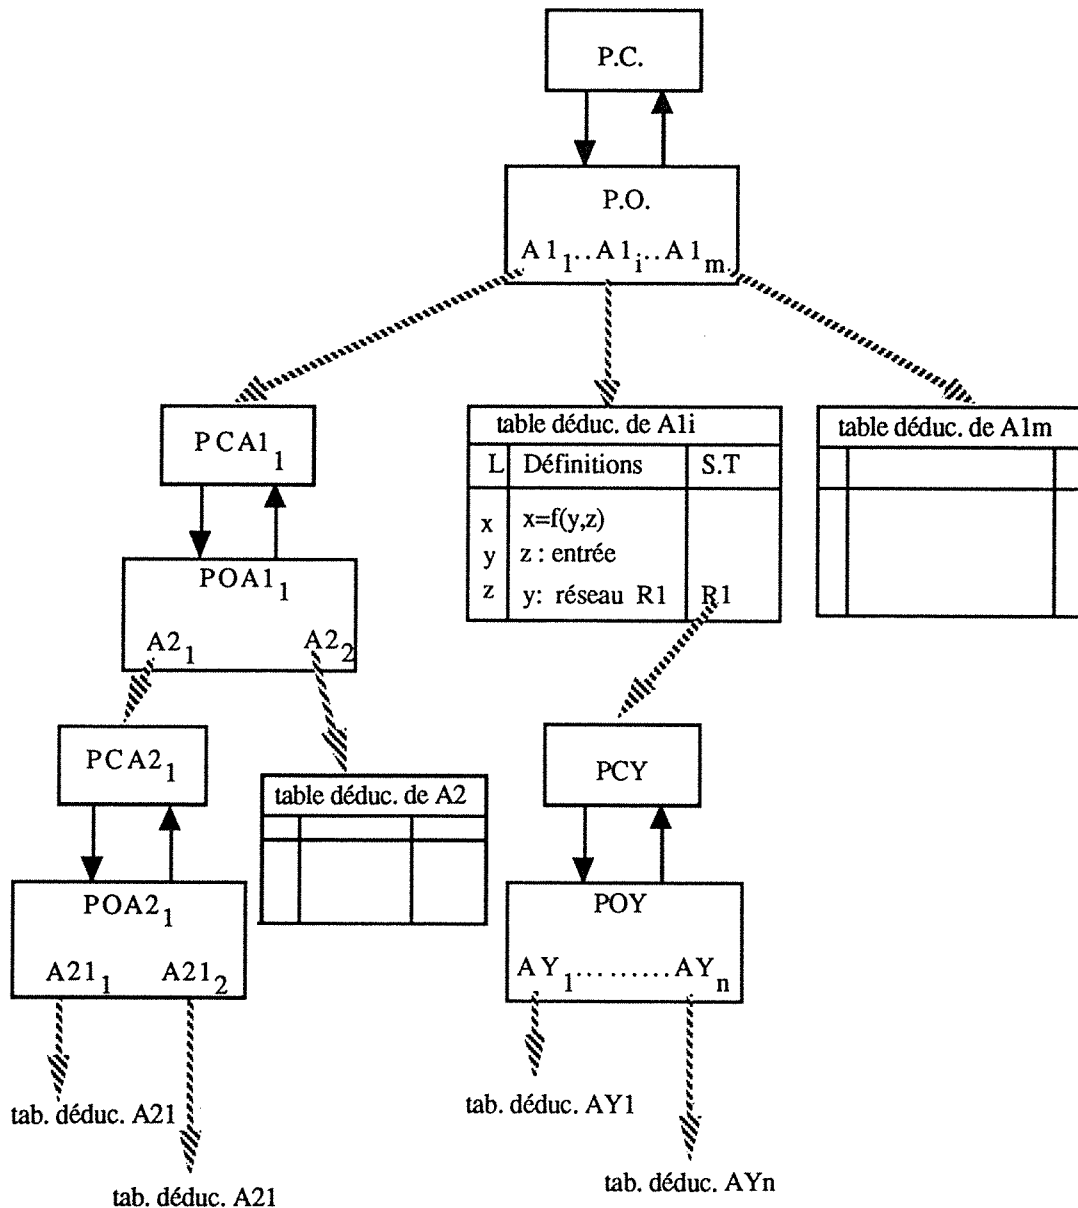 P.C.
P.O.
A1₁..A1ᵢ..A1ₘ
PCA1₁
table déduc. de A1i
table déduc. de A1m
L Définitions S.T
x x=f(y,z)
y z : entrée
z y: réseau R1 R1
POA1₁
A2₁ A2₂
PCA2₁
table déduc. de A2
PCY
POA2₁
A21₁ A21₂
POY
AY₁.........AYₙ
tab. déduc. A21
tab. déduc. AY1
tab. déduc. A21
tab. déduc. AYn